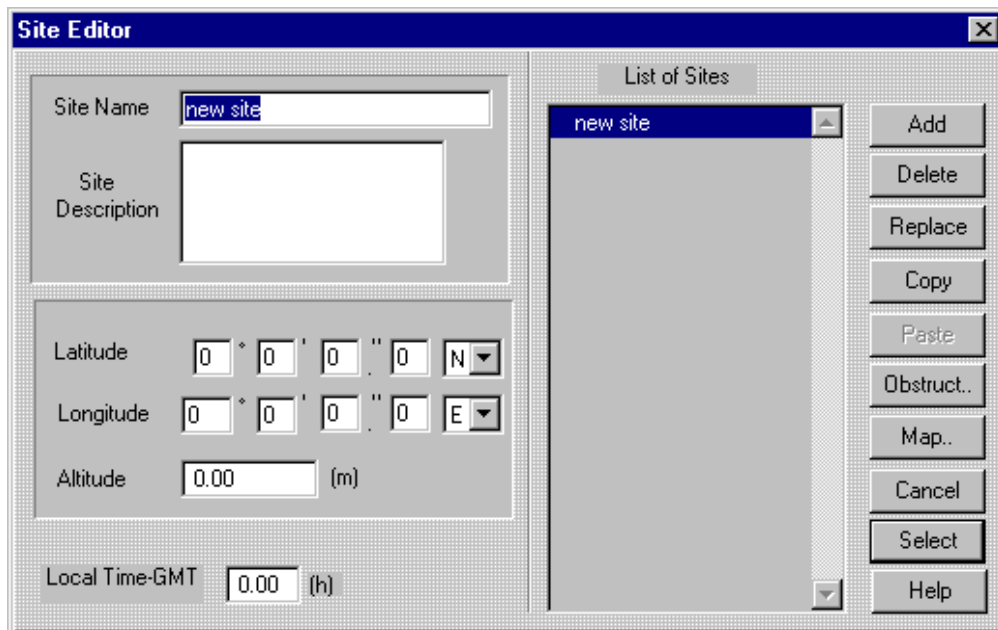 Site Editor
Site Name new site
Site
Description
Latitude 0 ° 0 ' 0 . " 0 N
Longitude 0 ° 0 ' 0 . " 0 E
Altitude 0.00 (m)
Local Time-GMT 0.00 (h)
List of Sites
new site
Add
Delete
Replace
Copy
Paste
Obstruct..
Map..
Cancel
Select
Help